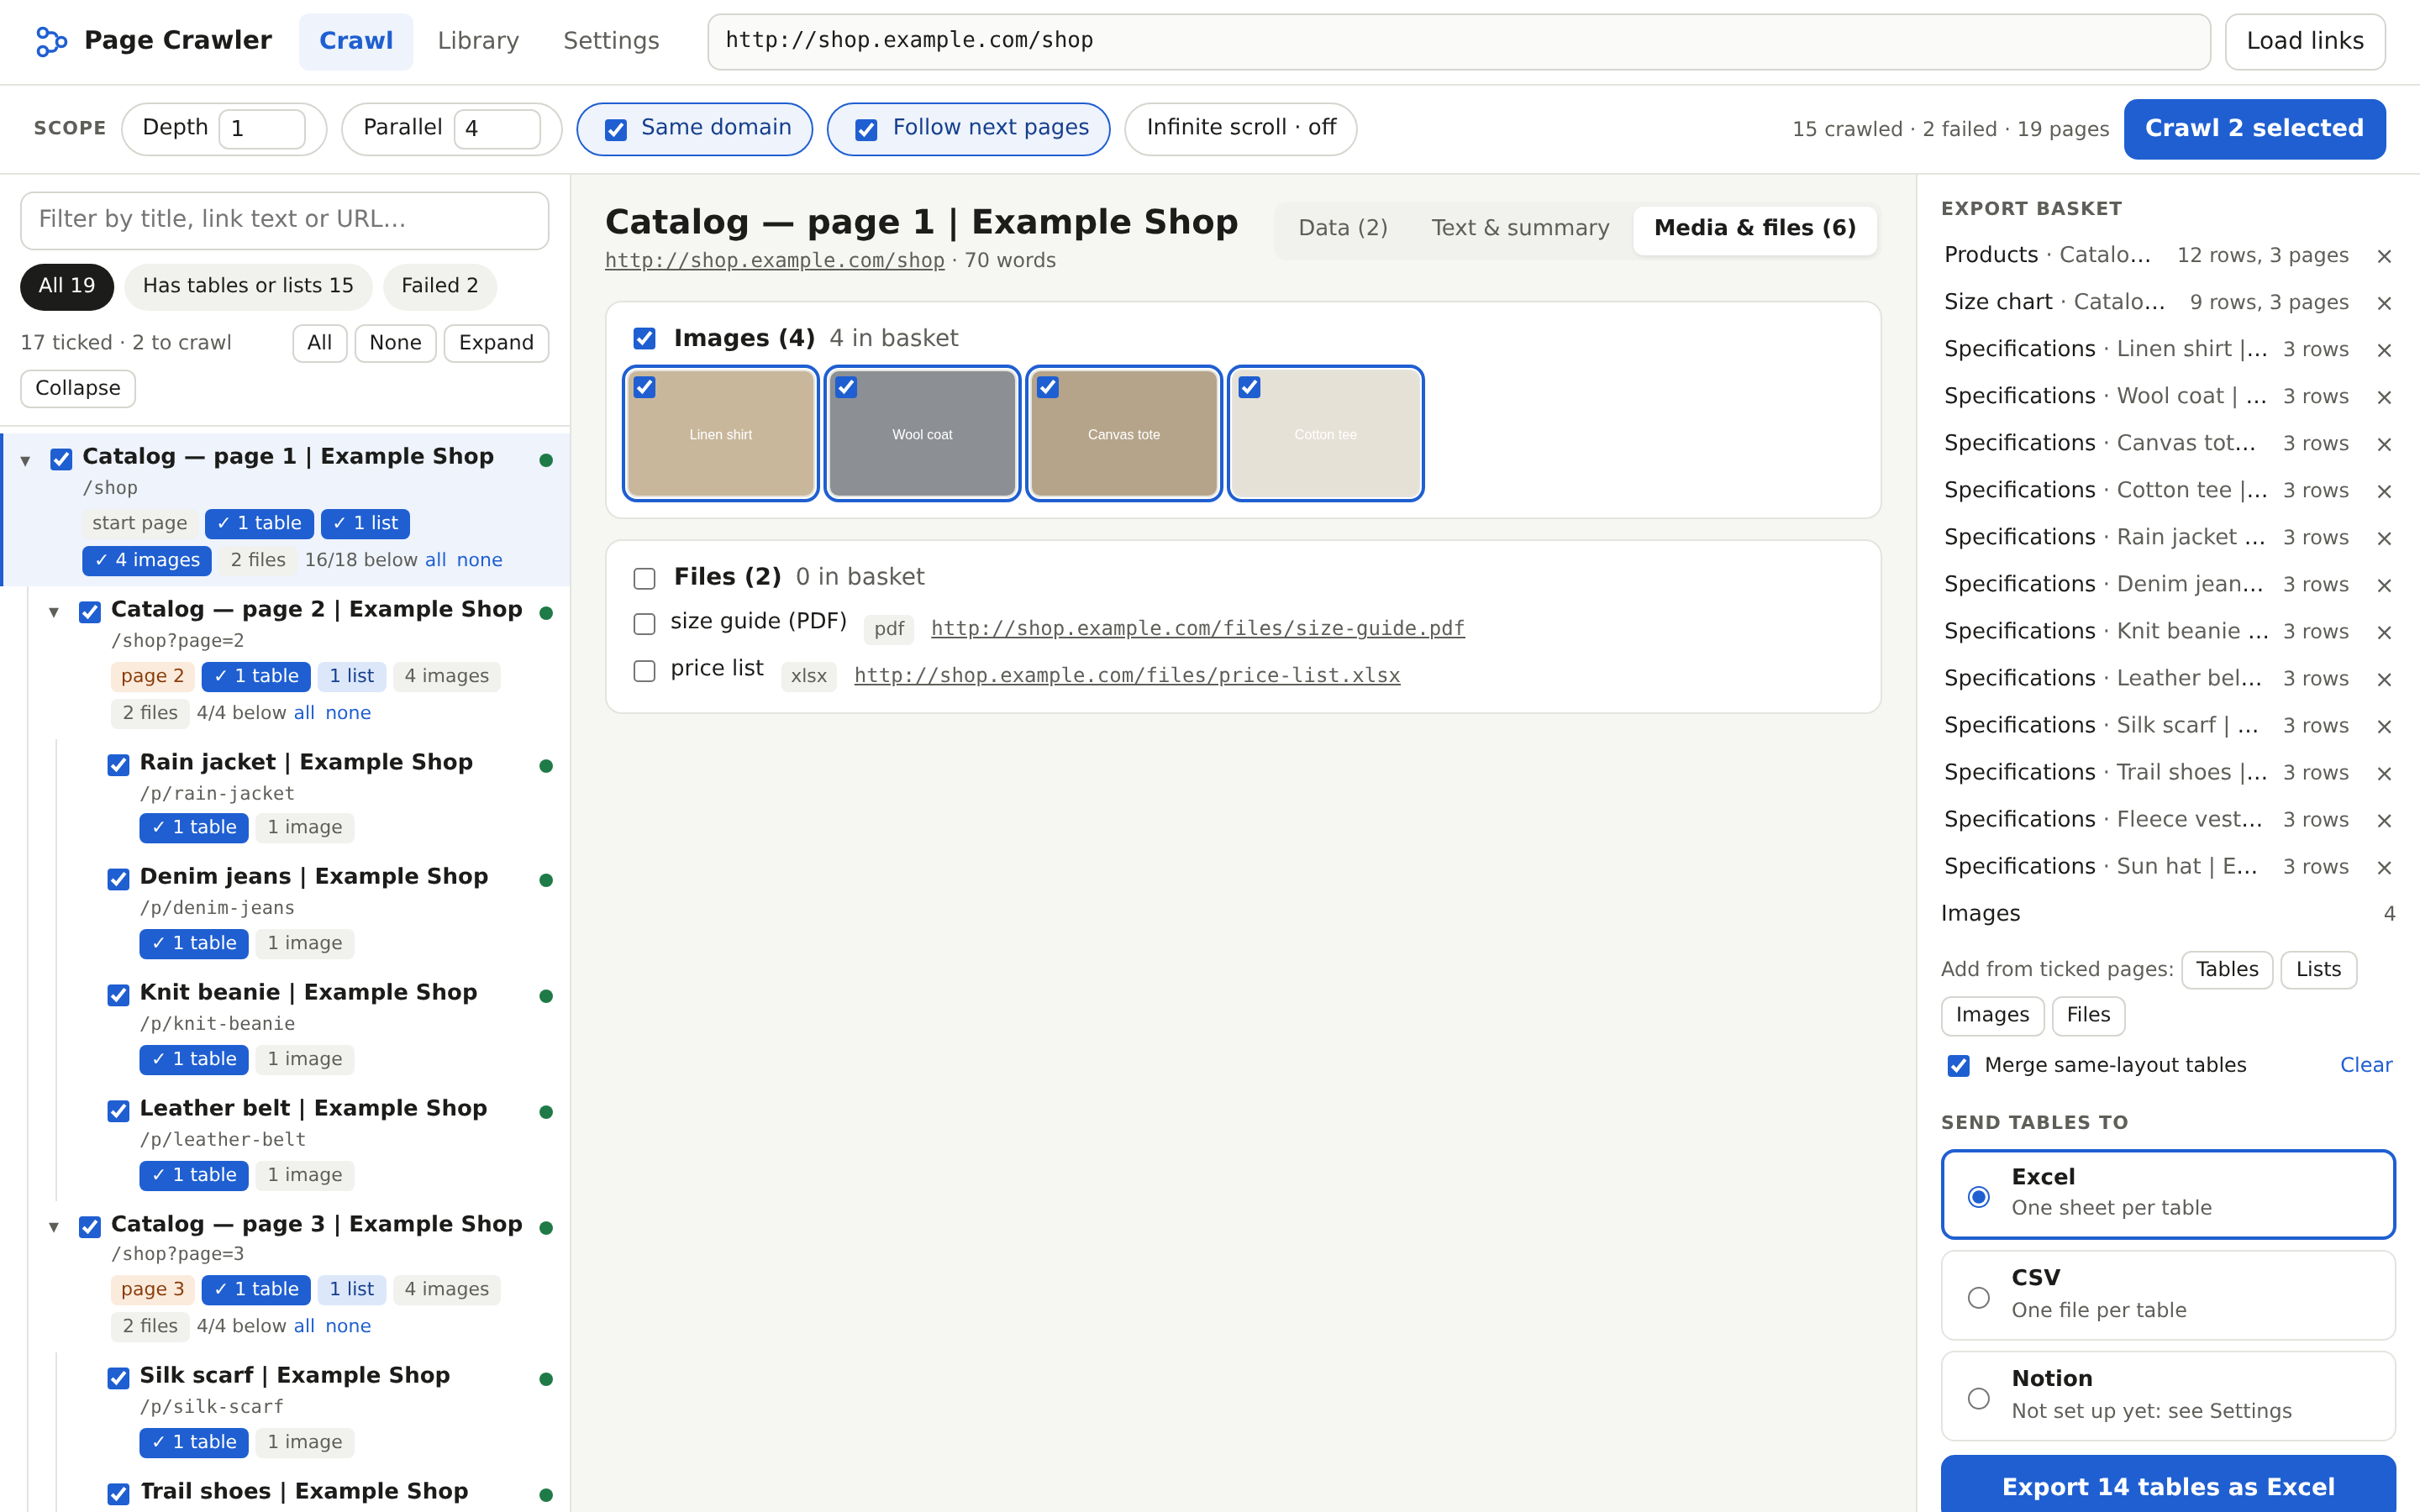 Page Crawler
Crawl
Library
Settings
http://shop.example.com/shop
Load links
SCOPE
Depth 1
Parallel 4
Same domain
Follow next pages
Infinite scroll · off
15 crawled · 2 failed · 19 pages
Crawl 2 selected
Filter by title, link text or URL…
All 19
Has tables or lists 15
Failed 2
17 ticked · 2 to crawl
All
None
Expand
Collapse
Catalog — page 1 | Example Shop
/shop
start page ✓ 1 table ✓ 1 list
✓ 4 images 2 files 16/18 below all none
Catalog — page 2 | Example Shop
/shop?page=2
page 2 ✓ 1 table 1 list 4 images
2 files 4/4 below all none
Rain jacket | Example Shop
/p/rain-jacket
✓ 1 table 1 image
Denim jeans | Example Shop
/p/denim-jeans
✓ 1 table 1 image
Knit beanie | Example Shop
/p/knit-beanie
✓ 1 table 1 image
Leather belt | Example Shop
/p/leather-belt
✓ 1 table 1 image
Catalog — page 3 | Example Shop
/shop?page=3
page 3 ✓ 1 table 1 list 4 images
2 files 4/4 below all none
Silk scarf | Example Shop
/p/silk-scarf
✓ 1 table 1 image
Trail shoes | Example Shop
Catalog — page 1 | Example Shop
http://shop.example.com/shop · 70 words
Data (2)
Text & summary
Media & files (6)
Images (4) 4 in basket
Linen shirt
Wool coat
Canvas tote
Cotton tee
Files (2) 0 in basket
size guide (PDF) pdf http://shop.example.com/files/size-guide.pdf
price list xlsx http://shop.example.com/files/price-list.xlsx
EXPORT BASKET
Products · Catalo… 12 rows, 3 pages ×
Size chart · Catalo… 9 rows, 3 pages ×
Specifications · Linen shirt |… 3 rows ×
Specifications · Wool coat | … 3 rows ×
Specifications · Canvas tot… 3 rows ×
Specifications · Cotton tee |… 3 rows ×
Specifications · Rain jacket … 3 rows ×
Specifications · Denim jean… 3 rows ×
Specifications · Knit beanie … 3 rows ×
Specifications · Leather bel… 3 rows ×
Specifications · Silk scarf | … 3 rows ×
Specifications · Trail shoes |… 3 rows ×
Specifications · Fleece vest… 3 rows ×
Specifications · Sun hat | E… 3 rows ×
Images 4
Add from ticked pages: Tables Lists
Images Files
Merge same-layout tables Clear
SEND TABLES TO
Excel
One sheet per table
CSV
One file per table
Notion
Not set up yet: see Settings
Export 14 tables as Excel